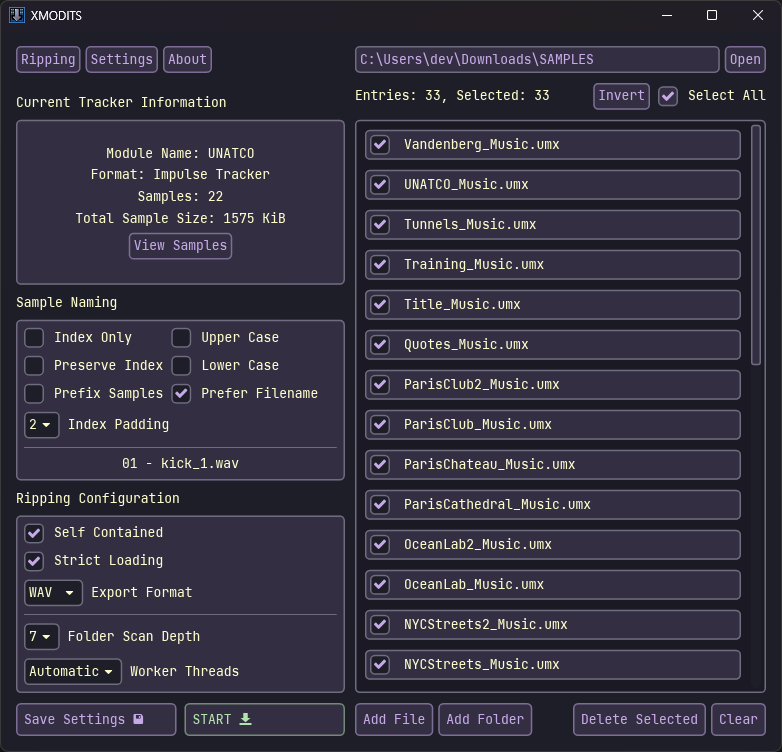 XMODITS
Ripping Settings About
C:\Users\dev\Downloads\SAMPLES Open
Current Tracker Information
Entries: 33, Selected: 33 Invert Select All
Module Name: UNATCO
Format: Impulse Tracker
Samples: 22
Total Sample Size: 1575 KiB
View Samples
Sample Naming
Index Only Upper Case
Preserve Index Lower Case
Prefix Samples Prefer Filename
2 Index Padding
01 - kick_1.wav
Ripping Configuration
Self Contained
Strict Loading
WAV Export Format
7 Folder Scan Depth
Automatic Worker Threads
Save Settings START
Vandenberg_Music.umx
UNATCO_Music.umx
Tunnels_Music.umx
Training_Music.umx
Title_Music.umx
Quotes_Music.umx
ParisClub2_Music.umx
ParisClub_Music.umx
ParisChateau_Music.umx
ParisCathedral_Music.umx
OceanLab2_Music.umx
OceanLab_Music.umx
NYCStreets2_Music.umx
NYCStreets_Music.umx
Add File Add Folder Delete Selected Clear